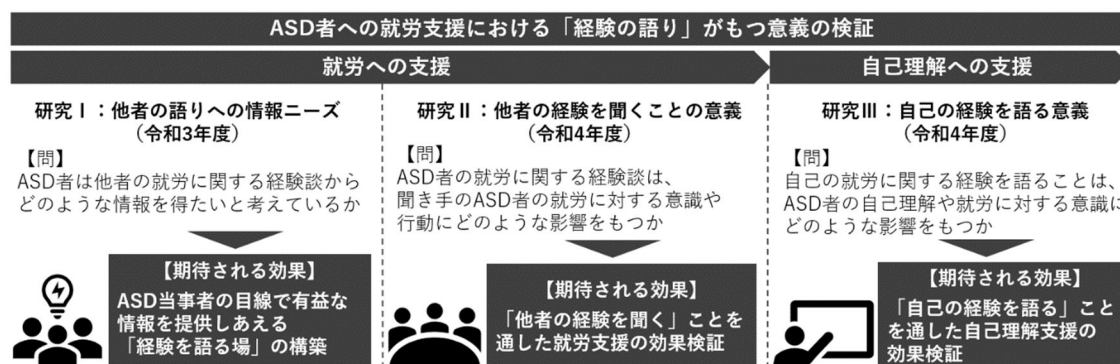 ASD者への就労支援における「経験の語り」がもつ意義の検証
就労への支援
自己理解への支援
研究Ⅰ：他者の語りへの情報ニーズ
（令和3年度）
【問】
ASD者は他者の就労に関する経験談から
どのような情報を得たいと考えているか
【期待される効果】
ASD当事者の目線で有益な
情報を提供しあえる
「経験を語る場」の構築
研究Ⅱ：他者の経験を聞くことの意義
（令和4年度）
【問】
ASD者の就労に関する経験談は、
聞き手のASD者の就労に対する意識や
行動にどのような影響をもつか
【期待される効果】
「他者の経験を聞く」ことを
通した就労支援の効果検証
研究Ⅲ：自己の経験を語る意義
（令和4年度）
【問】
自己の就労に関する経験を語ることは、
ASD者の自己理解や就労に対する意識に
どのような影響をもつか
【期待される効果】
「自己の経験を語る」こと
を通した自己理解支援の
効果検証